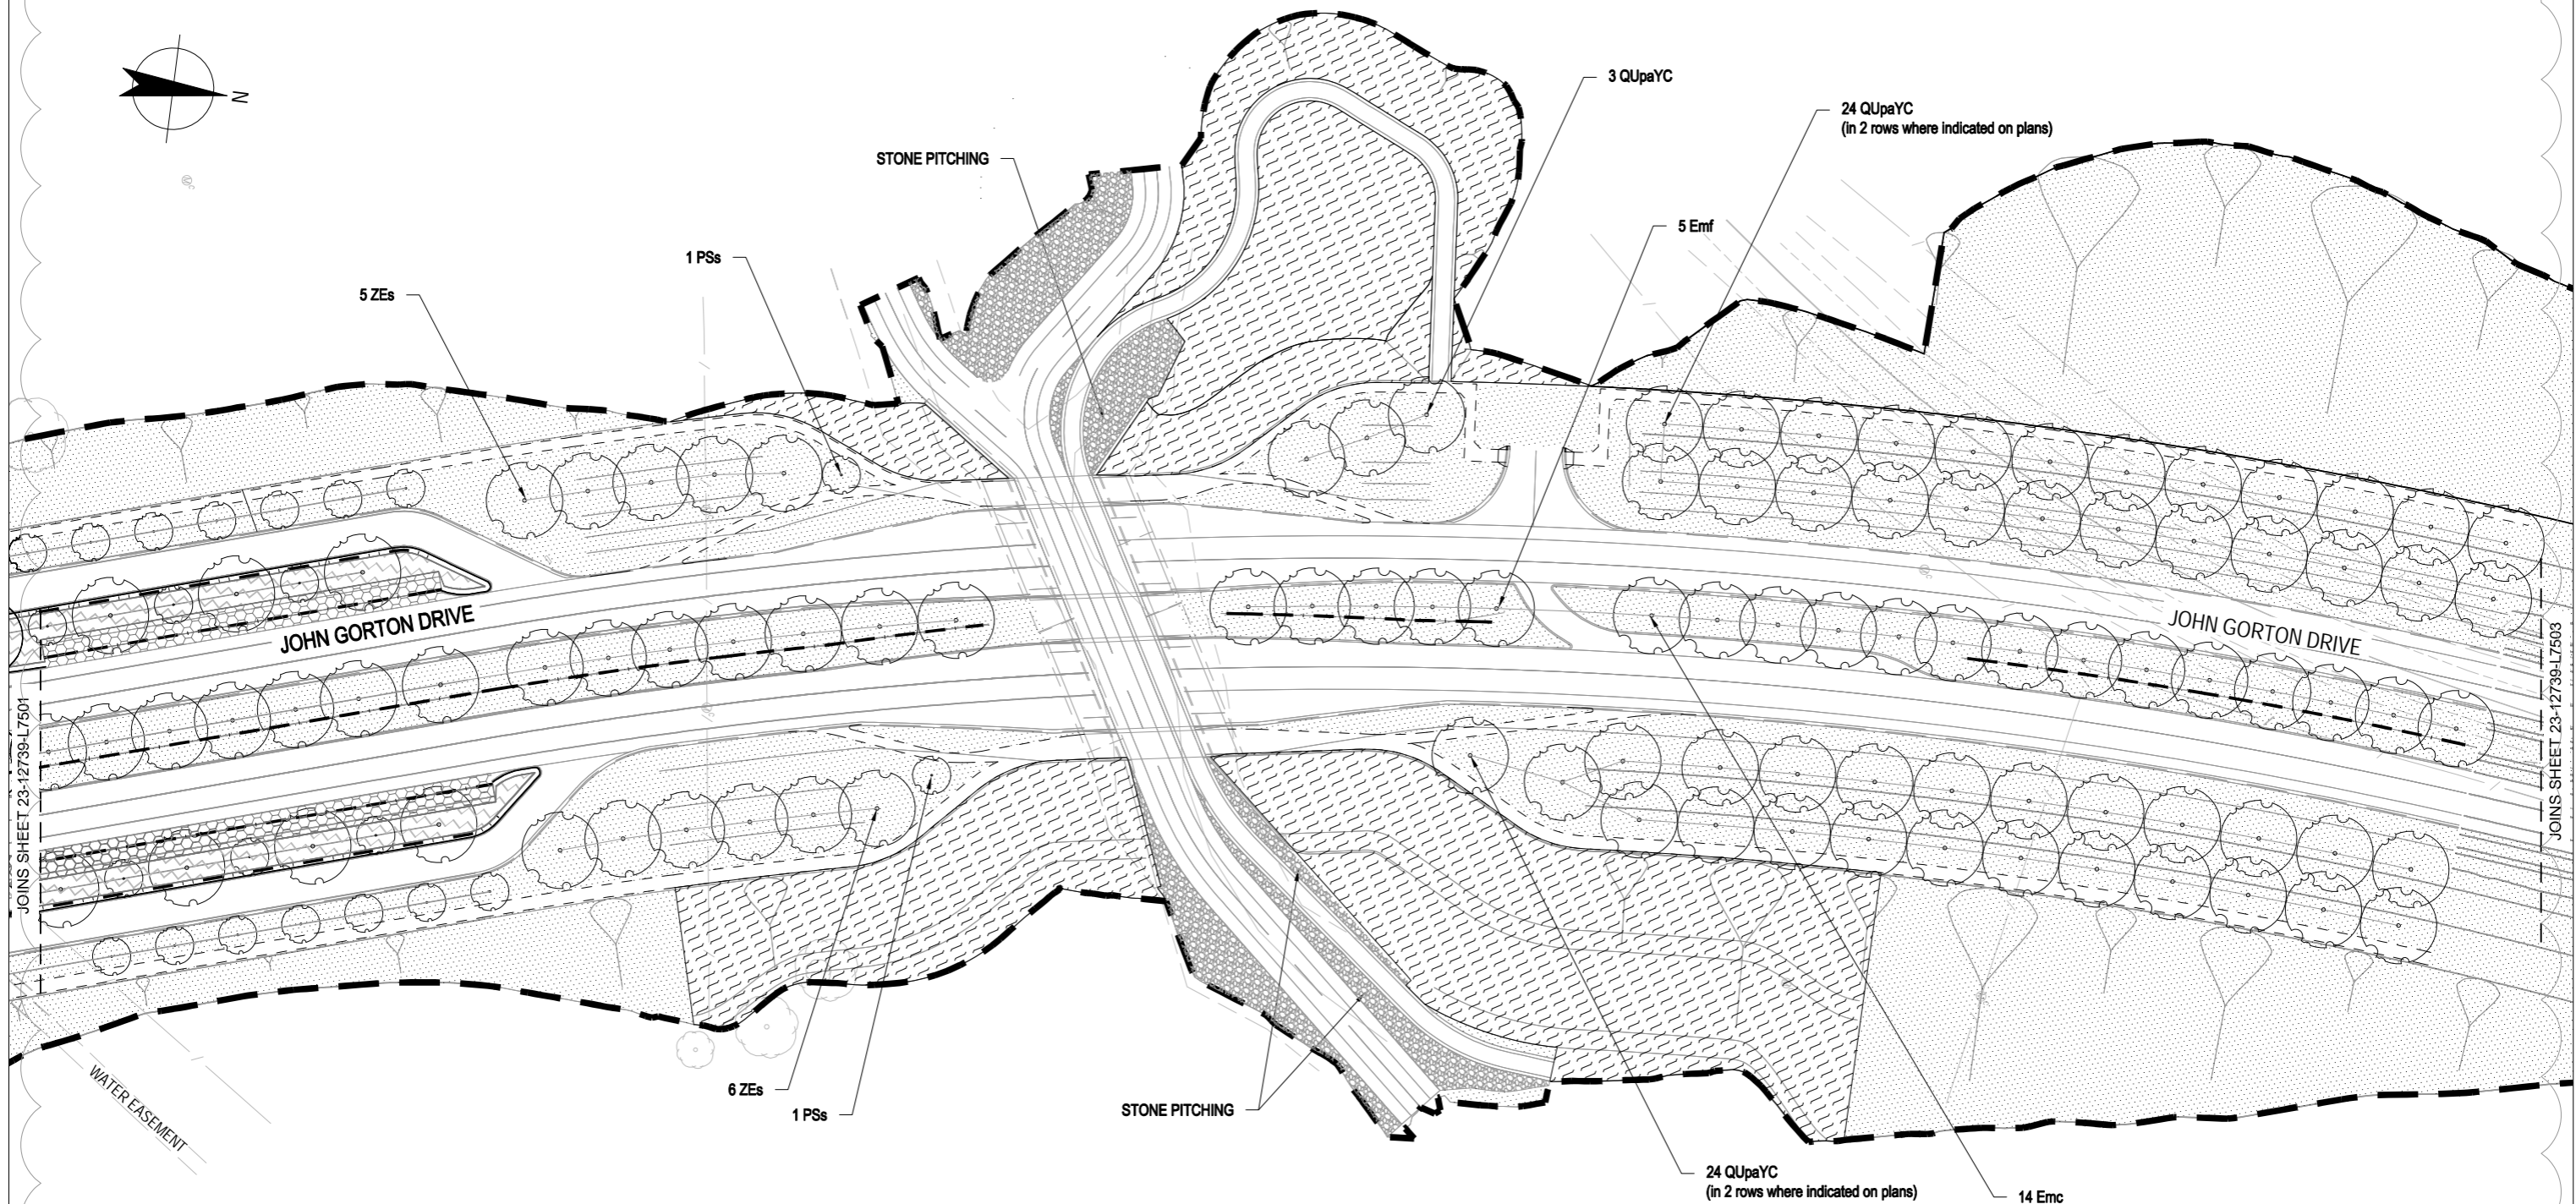 N
3 QUpaYC
24 QUpaYC
(in 2 rows where indicated on plans)
STONE PITCHING
5 Emf
1 PSs
5 ZEs
JOHN GORTON DRIVE
JOHN GORTON DRIVE
JOINS SHEET 23-12739-L7501
JOINS SHEET 23-12739-L7503
WATER EASEMENT
6 ZEs
1 PSs
STONE PITCHING
24 QUpaYC
(in 2 rows where indicated on plans)
14 Emc